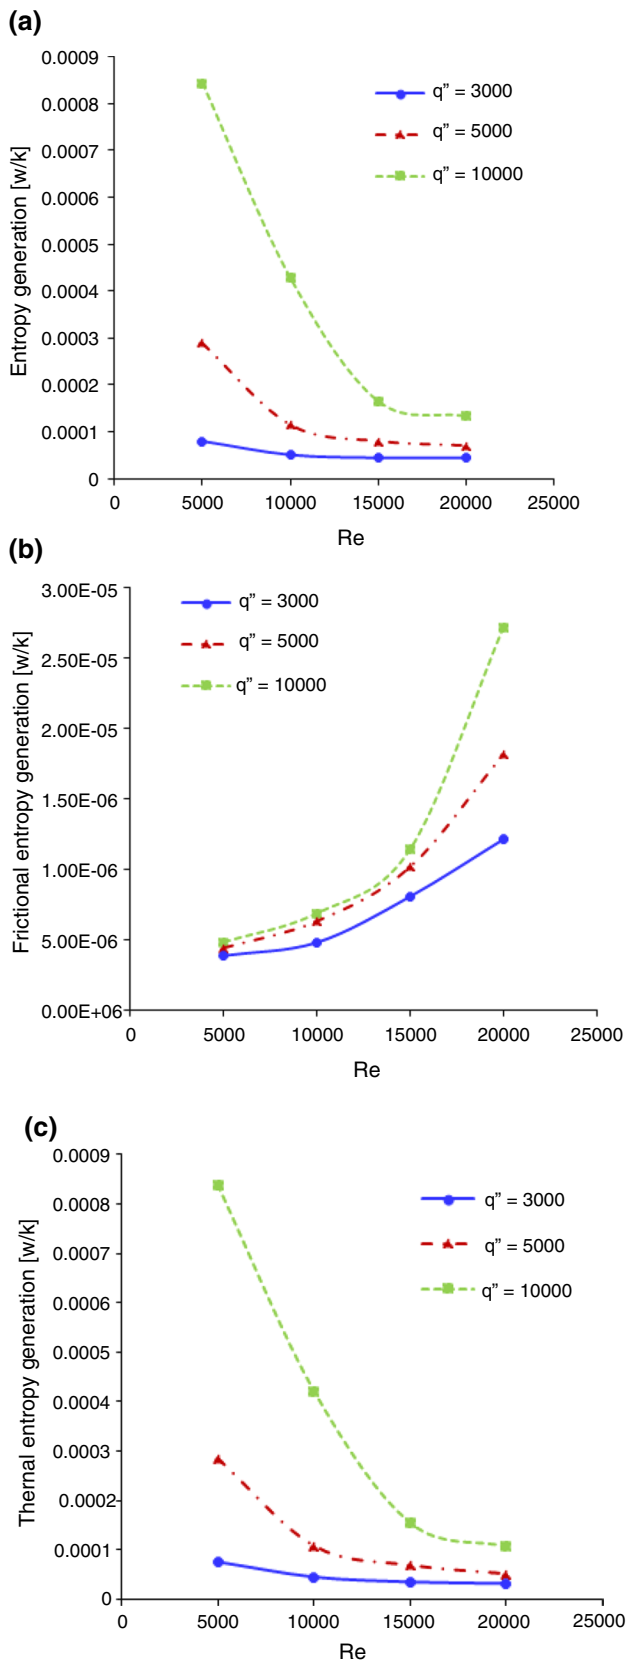 (a)
0.0009
0.0008
0.0007
0.0006
0.0005
0.0004
0.0003
0.0002
0.0001
0
Entropy generation [w/k]
q” = 3000
q” = 5000
q” = 10000
0 5000 10000 15000 20000 25000
Re
(b)
3.00E-05
2.50E-05
2.00E-05
1.50E-06
1.00E-06
5.00E-06
0.00E+06
Frictional entropy generation [w/k]
q” = 3000
q” = 5000
q” = 10000
0 5000 10000 15000 20000 25000
Re
(c)
0.0009
0.0008
0.0007
0.0006
0.0005
0.0004
0.0003
0.0002
0.0001
0
Thernal entropy generation [w/k]
q” = 3000
q” = 5000
q” = 10000
0 5000 10000 15000 20000 25000
Re